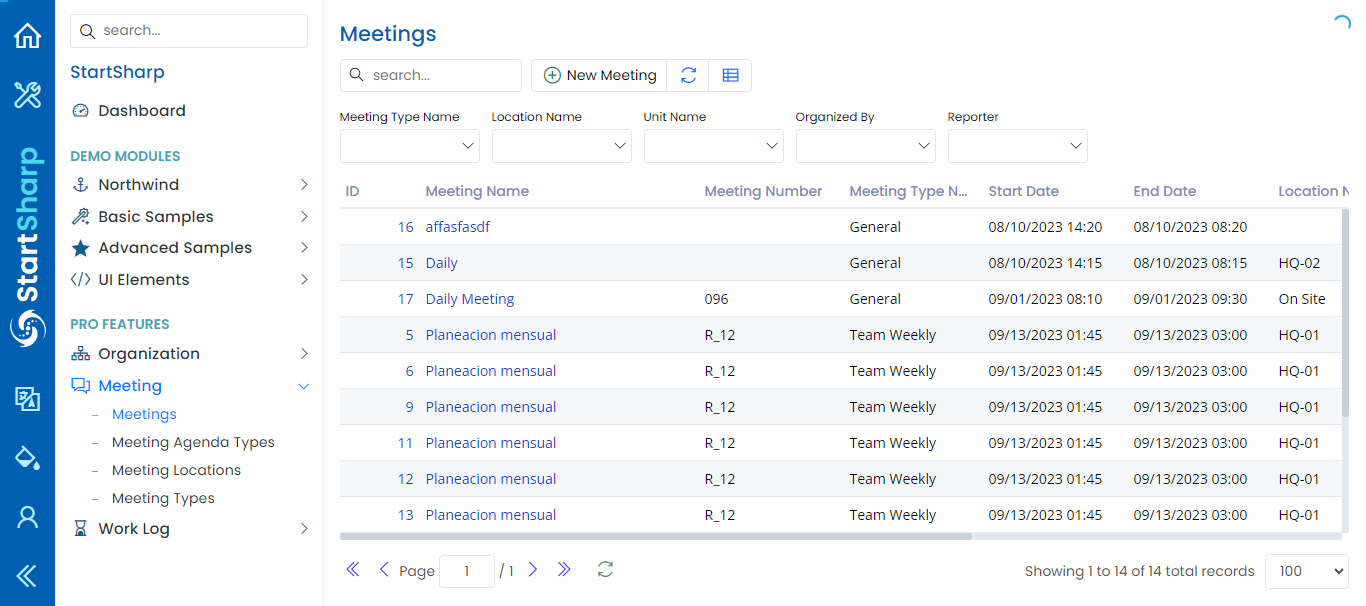 StartSharp
search...
StartSharp
Dashboard
DEMO MODULES
Northwind
Basic Samples
Advanced Samples
UI Elements
PRO FEATURES
Organization
Meeting
Meetings
Meeting Agenda Types
Meeting Locations
Meeting Types
Work Log
Meetings
search...
New Meeting
Meeting Type Name Location Name Unit Name Organized By Reporter
ID Meeting Name Meeting Number Meeting Type N... Start Date End Date Location N
16 affasfasdf General 08/10/2023 14:20 08/10/2023 08:20
15 Daily General 08/10/2023 14:15 08/10/2023 08:15 HQ-02
17 Daily Meeting 096 General 09/01/2023 08:10 09/01/2023 09:30 On Site
5 Planeacion mensual R_12 Team Weekly 09/13/2023 01:45 09/13/2023 03:00 HQ-01
6 Planeacion mensual R_12 Team Weekly 09/13/2023 01:45 09/13/2023 03:00 HQ-01
9 Planeacion mensual R_12 Team Weekly 09/13/2023 01:45 09/13/2023 03:00 HQ-01
11 Planeacion mensual R_12 Team Weekly 09/13/2023 01:45 09/13/2023 03:00 HQ-01
12 Planeacion mensual R_12 Team Weekly 09/13/2023 01:45 09/13/2023 03:00 HQ-01
13 Planeacion mensual R_12 Team Weekly 09/13/2023 01:45 09/13/2023 03:00 HQ-01
Page 1 / 1 Showing 1 to 14 of 14 total records 100